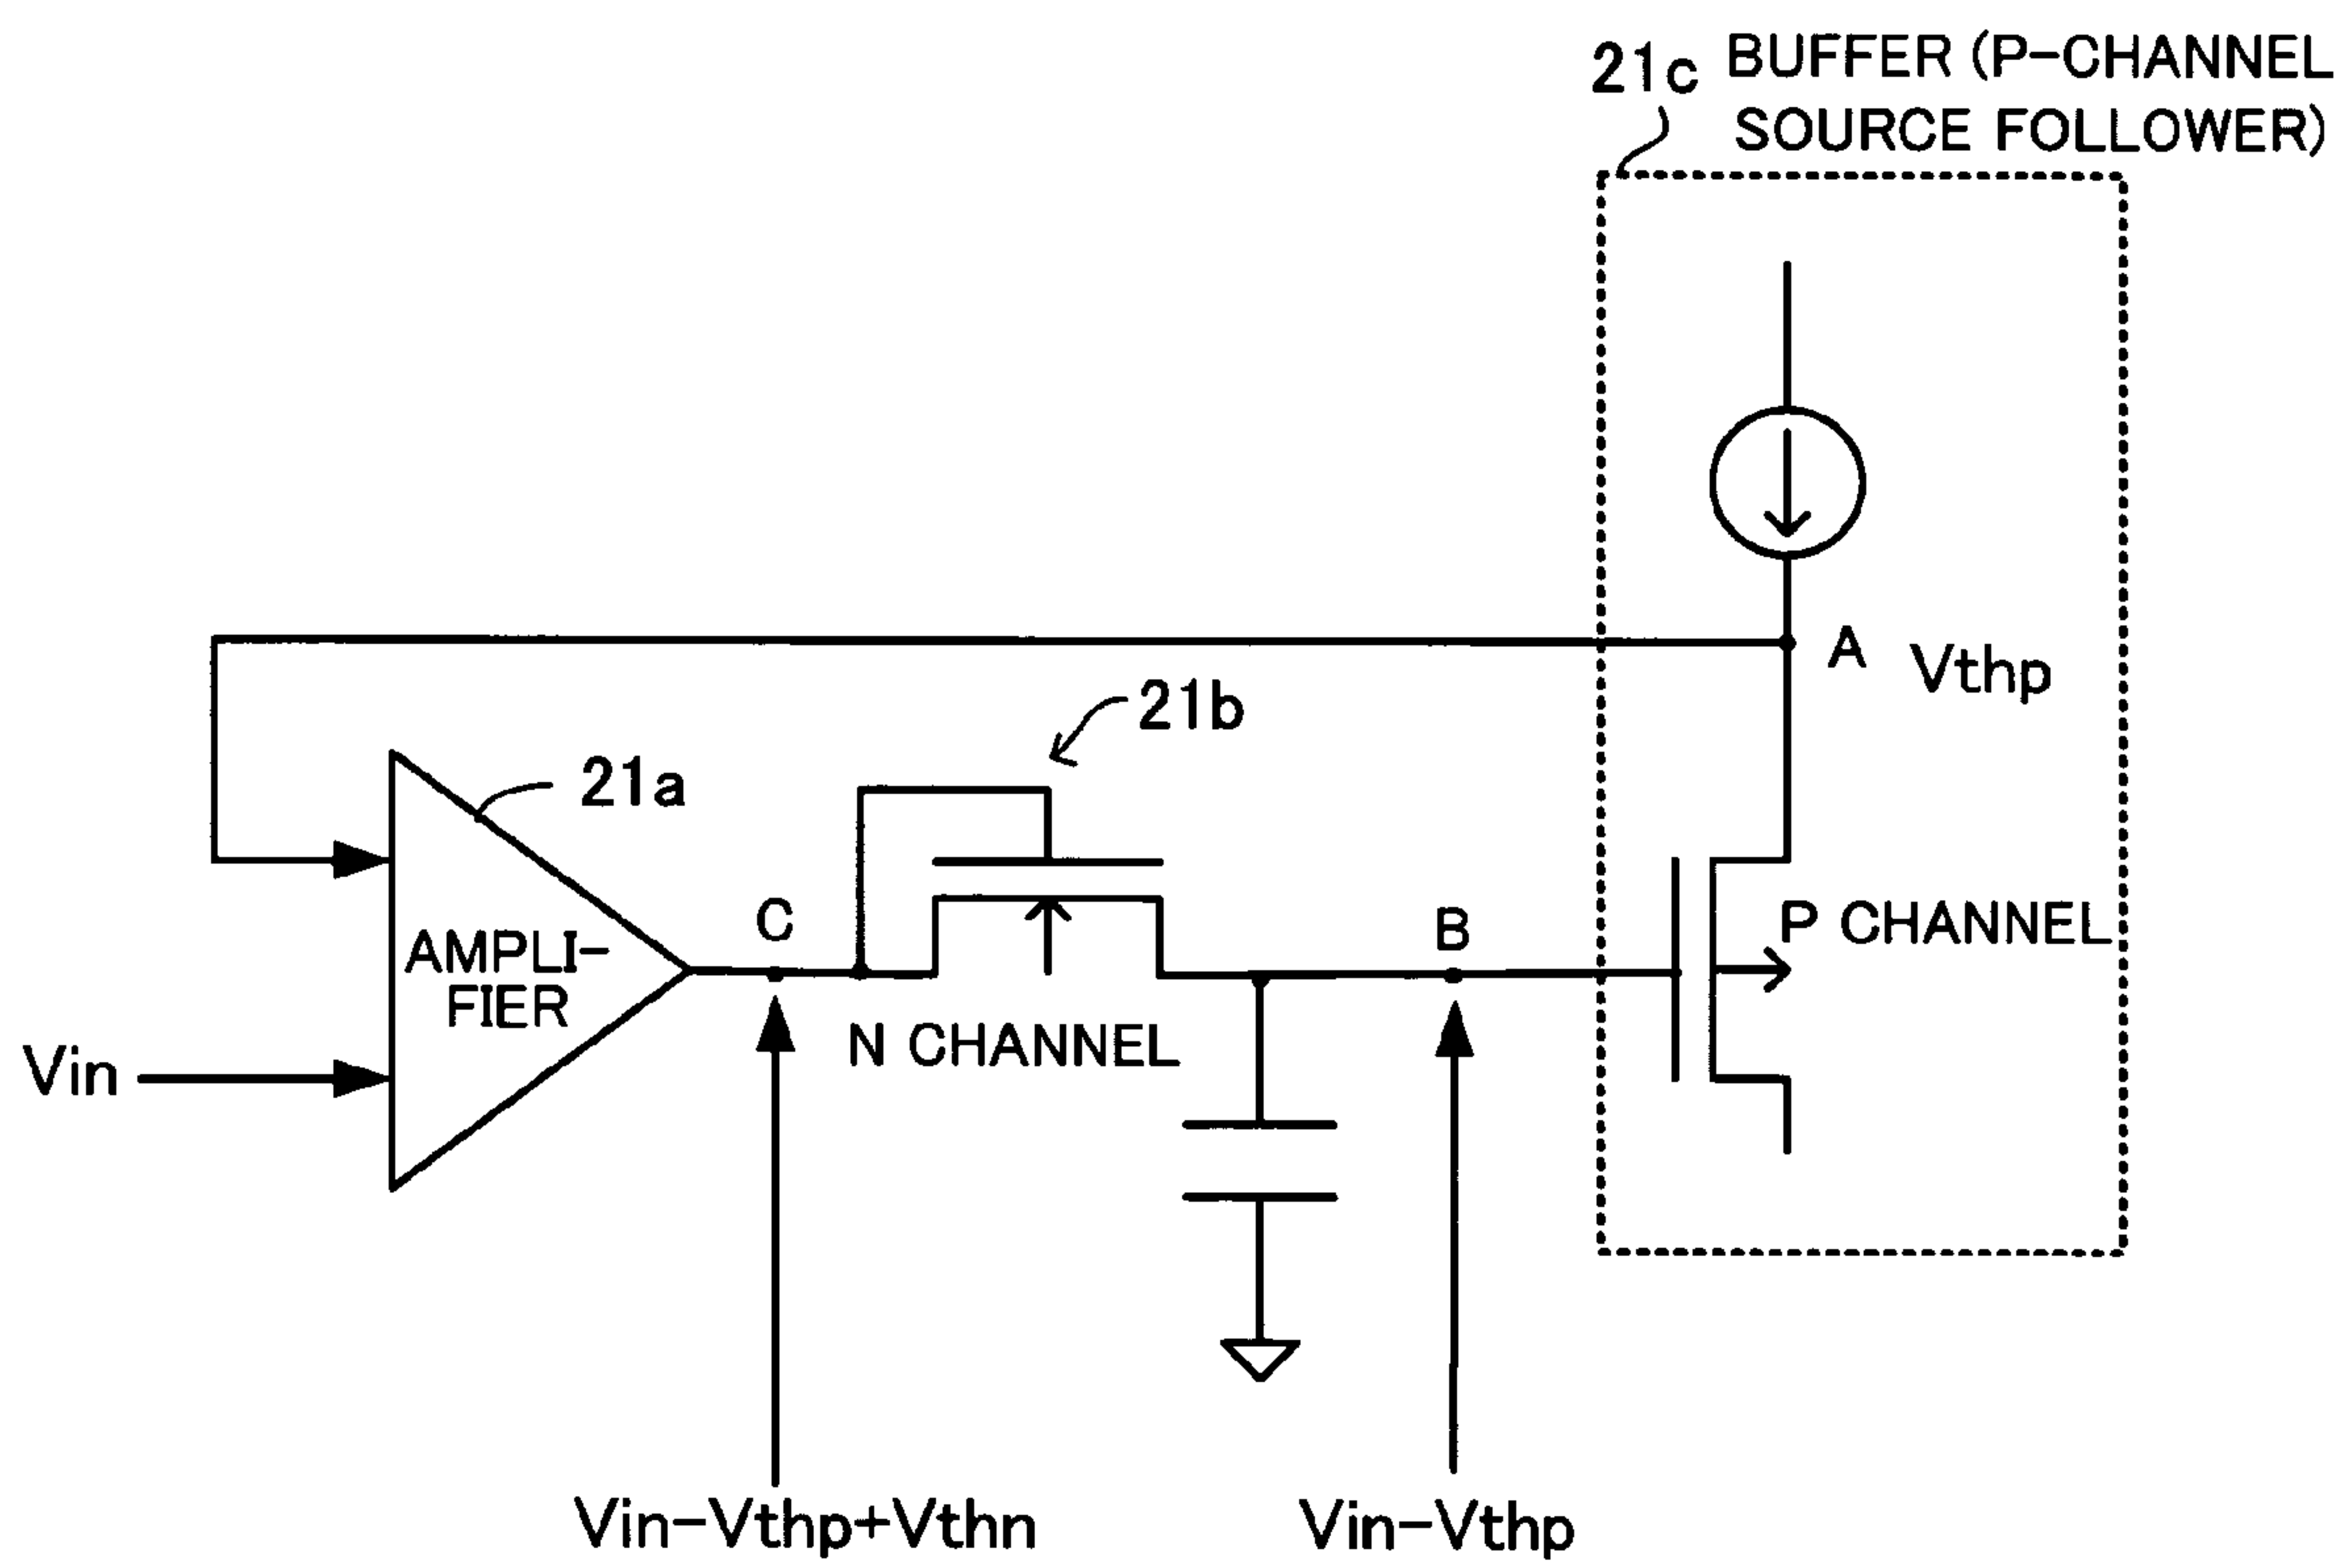 21c BUFFER (P-CHANNEL
SOURCE FOLLOWER)
A Vthp
21b
21a
C
B
P CHANNEL
AMPLI-
FIER
N CHANNEL
Vin
Vin-Vthp+Vthn
Vin-Vthp